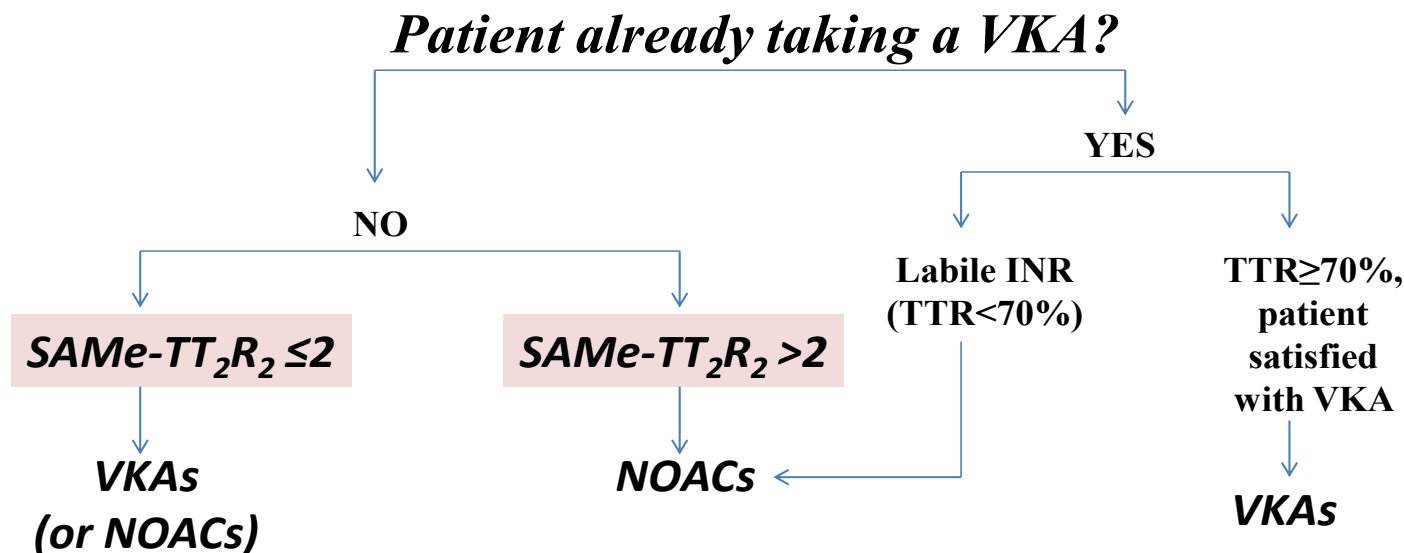 Patient already taking a VKA?
YES
NO
Labile INR
(TTR<70%)
TTR≥70%,
patient
satisfied
with VKA
SAMe-TT₂R₂ ≤2
SAMe-TT₂R₂ >2
VKAs
(or NOACs)
NOACs
VKAs